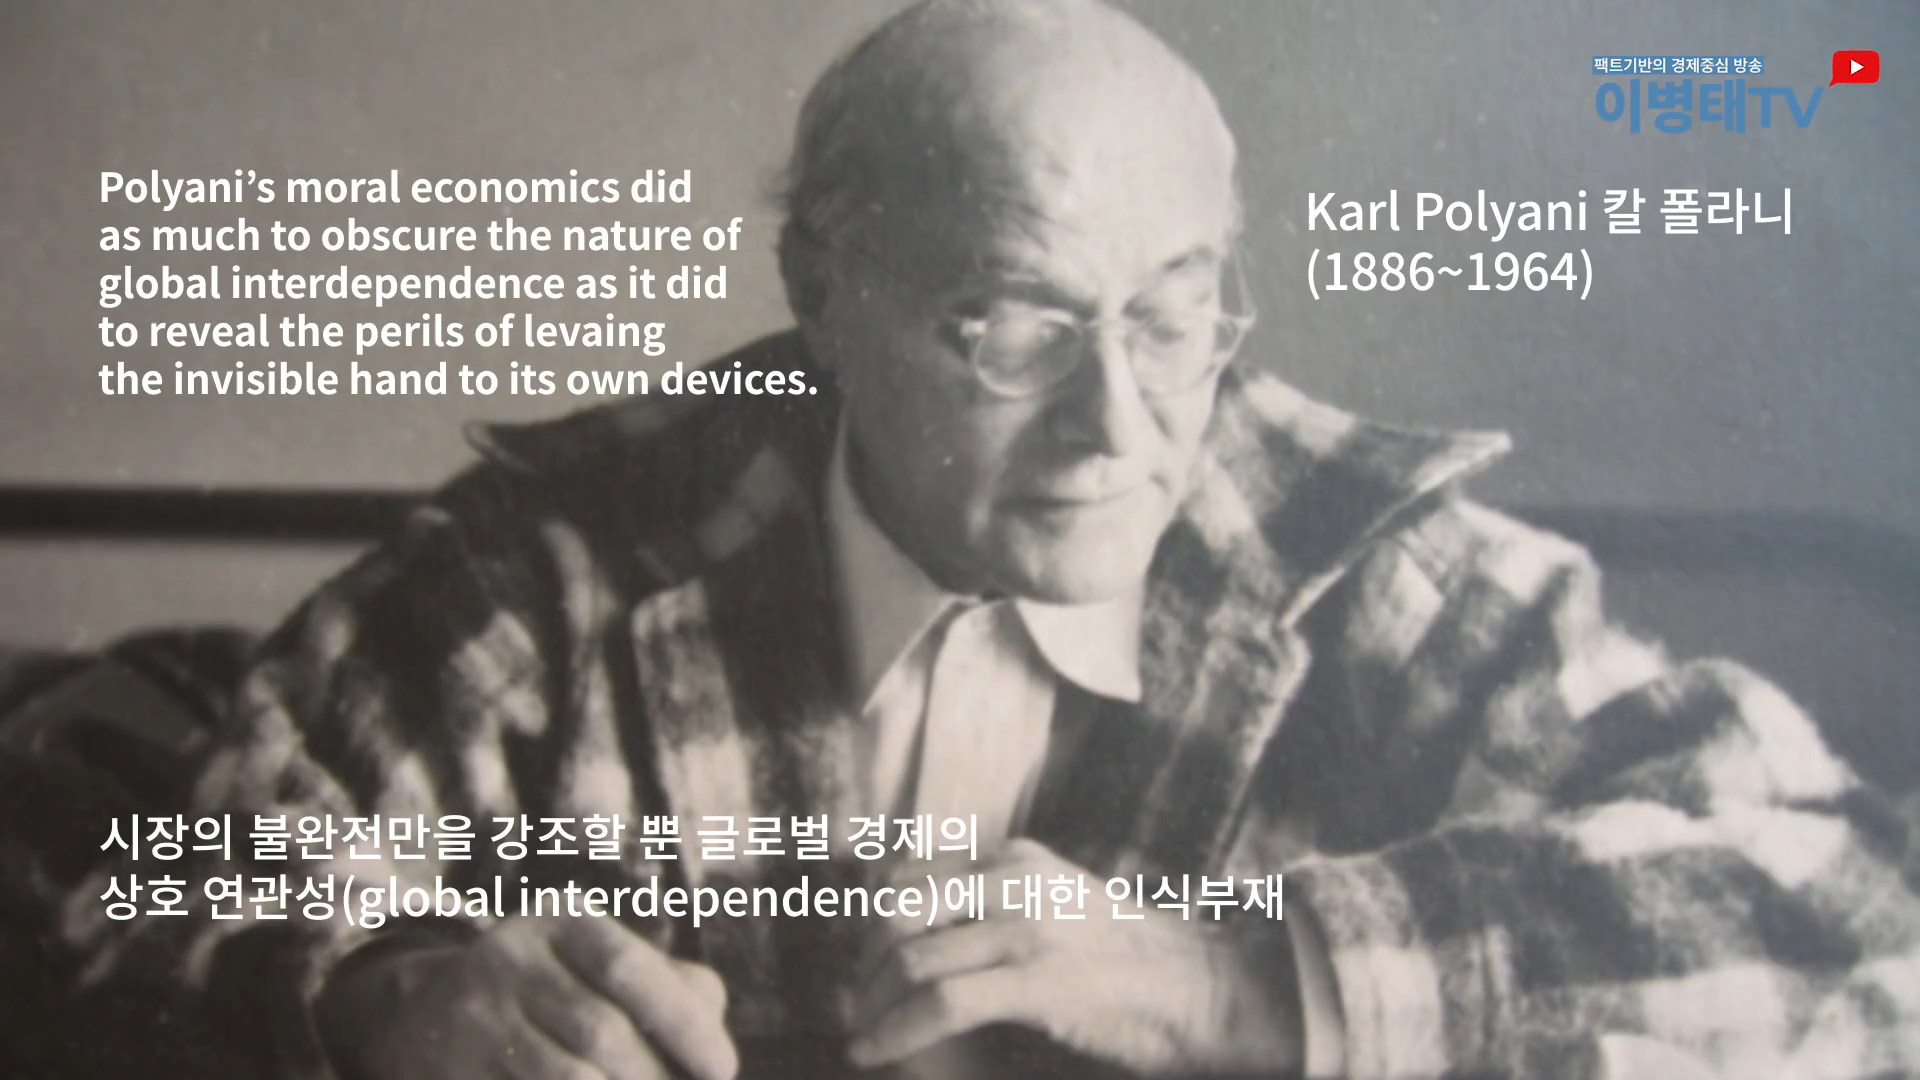 팩트기반의 경제중심 방송
이병태TV
Polyani’s moral economics did
as much to obscure the nature of
global interdependence as it did
to reveal the perils of levaing
the invisible hand to its own devices.
Karl Polyani 칼 폴라니
(1886~1964)
시장의 불완전만을 강조할 뿐 글로벌 경제의
상호 연관성(global interdependence)에 대한 인식부재